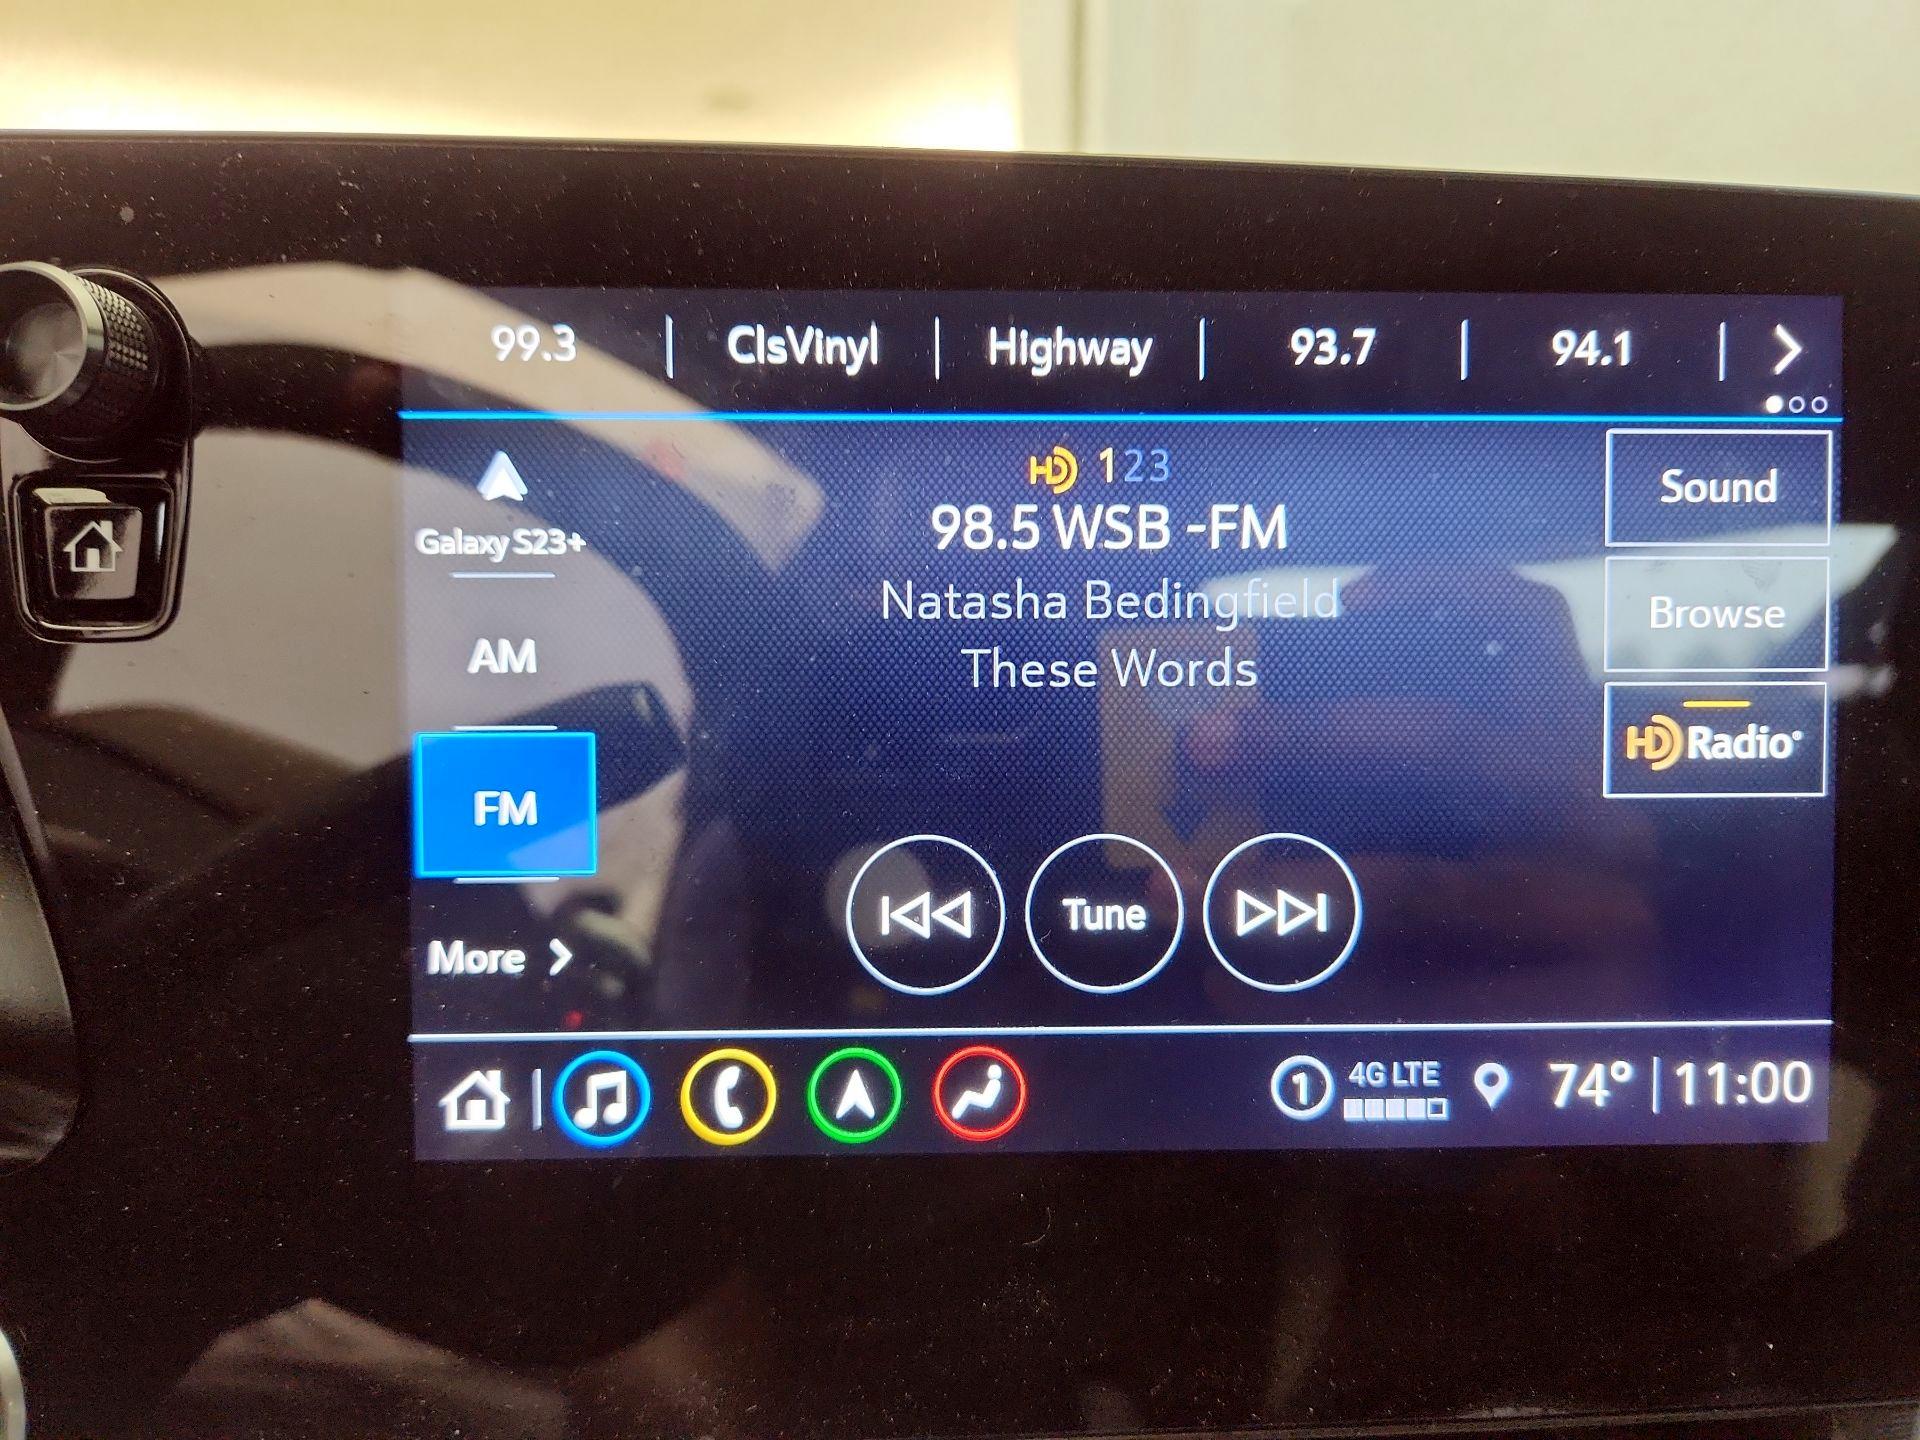 99.3 | ClsVinyl | Highway | 93.7 | 94.1
HD 123
98.5 WSB -FM
Natasha Bedingfield
These Words
Galaxy S23+
AM
FM
More
Sound
Browse
HD Radio®
Tune
1 4G LTE 74° | 11:00